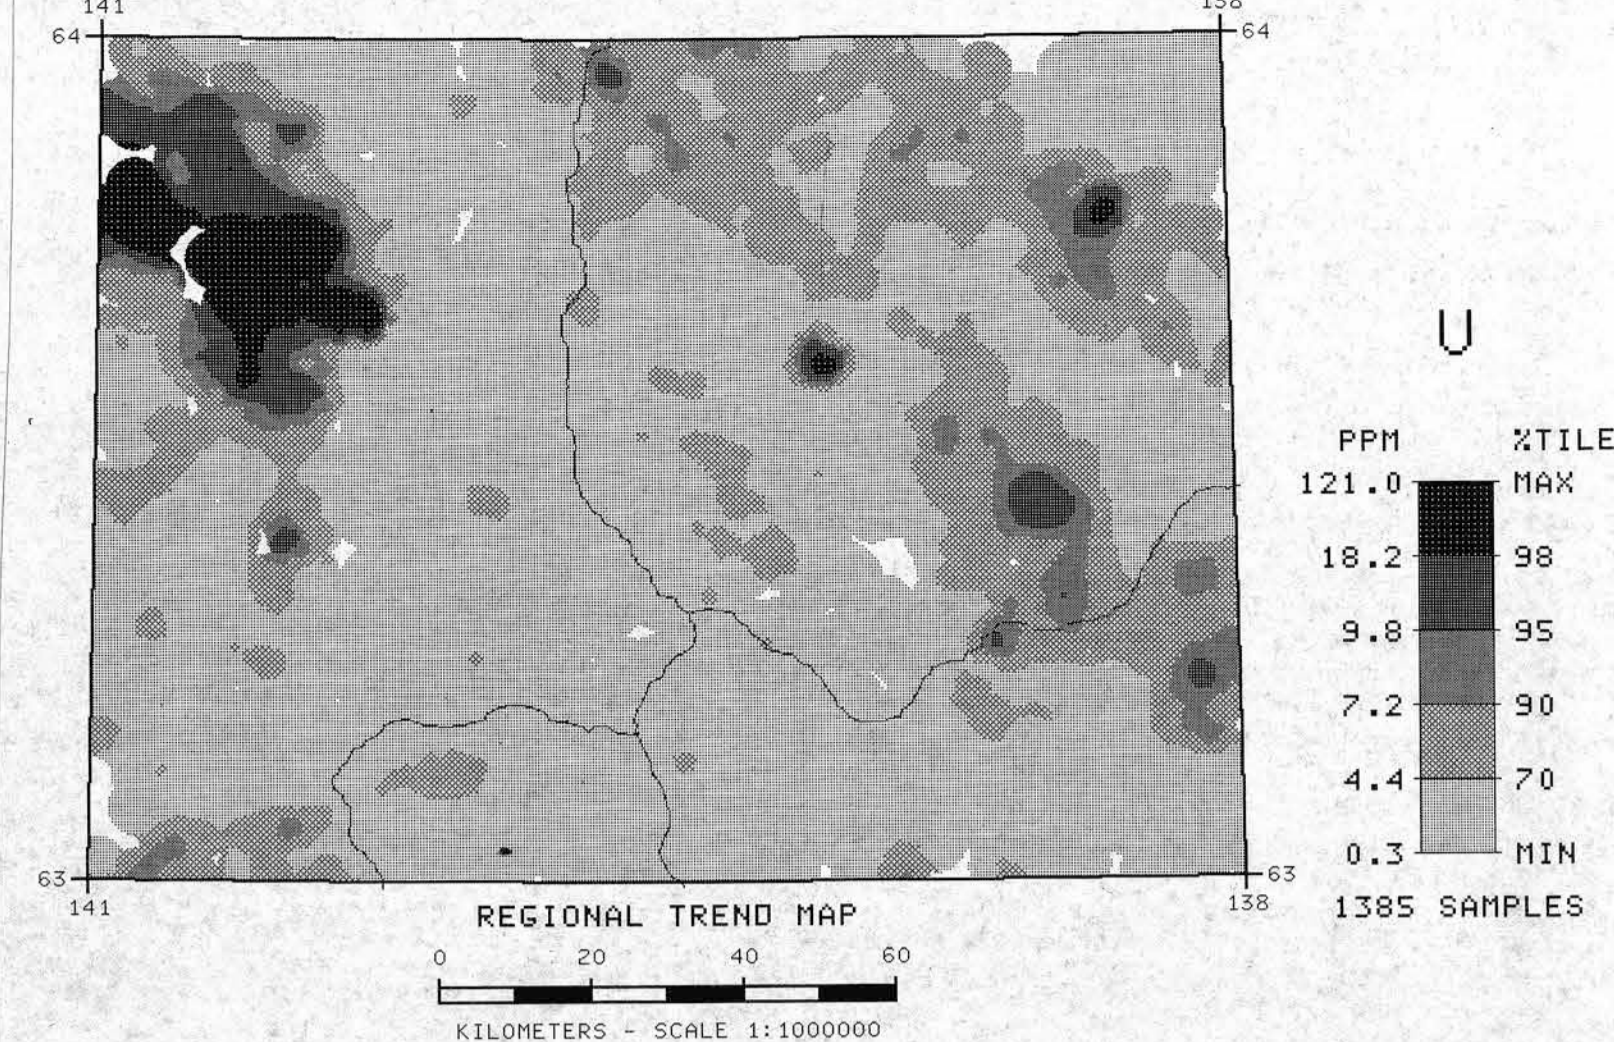 141 138
64 64
U
PPM %TILE
121.0 MAX
18.2 98
9.8 95
7.2 90
4.4 70
0.3 MIN
63 63
141 138
1385 SAMPLES
REGIONAL TREND MAP
0 20 40 60
KILOMETERS - SCALE 1:1000000